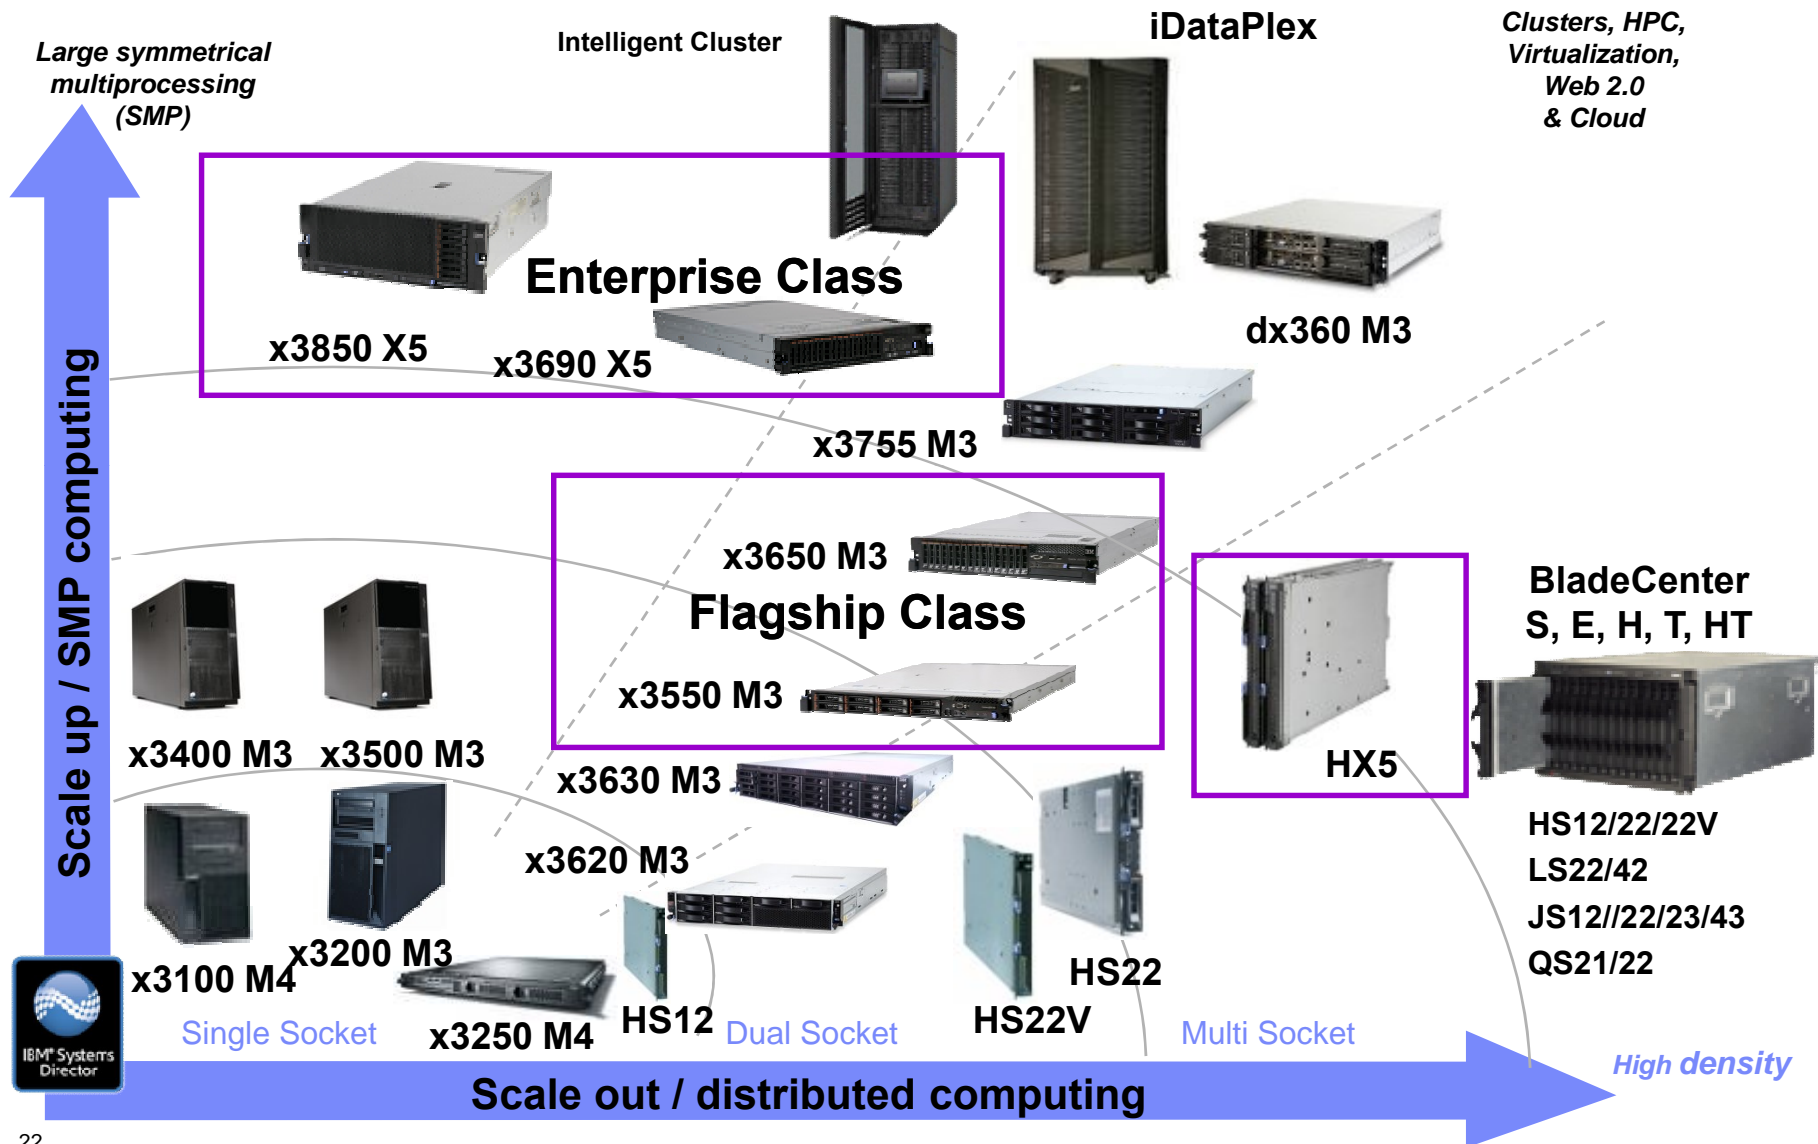 Large symmetrical
multiprocessing
(SMP)
Intelligent Cluster
iDataPlex
Clusters, HPC,
Virtualization,
Web 2.0
& Cloud
Enterprise Class
x3850 X5
x3690 X5
dx360 M3
x3755 M3
Scale up / SMP computing
x3650 M3
Flagship Class
x3550 M3
BladeCenter
S, E, H, T, HT
HX5
x3400 M3
x3500 M3
x3630 M3
x3620 M3
HS12/22/22V
LS22/42
JS12//22/23/43
QS21/22
x3100 M4
x3200 M3
x3250 M4
HS12
HS22
HS22V
Single Socket
Dual Socket
Multi Socket
IBM® Systems
Director
High density
Scale out / distributed computing
22